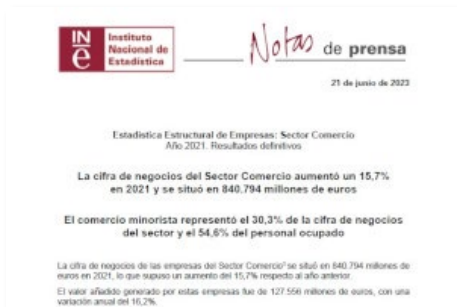 INe
Instituto
Nacional de
Estadística
Notas de prensa
21 de junio de 2023
Estadística Estructural de Empresas: Sector Comercio
Año 2021. Resultados definitivos
La cifra de negocios del Sector Comercio aumentó un 15,7%
en 2021 y se situó en 840.794 millones de euros
El comercio minorista representó el 30,3% de la cifra de negocios
del sector y el 54,6% del personal ocupado
La cifra de negocios de las empresas del Sector Comercio¹ se situó en 840.794 millones de
euros en 2021, lo que supuso un aumento del 15,7% respecto al año anterior.
El valor añadido generado por estas empresas fue de 127.556 millones de euros, con una
variación anual del 16,2%.